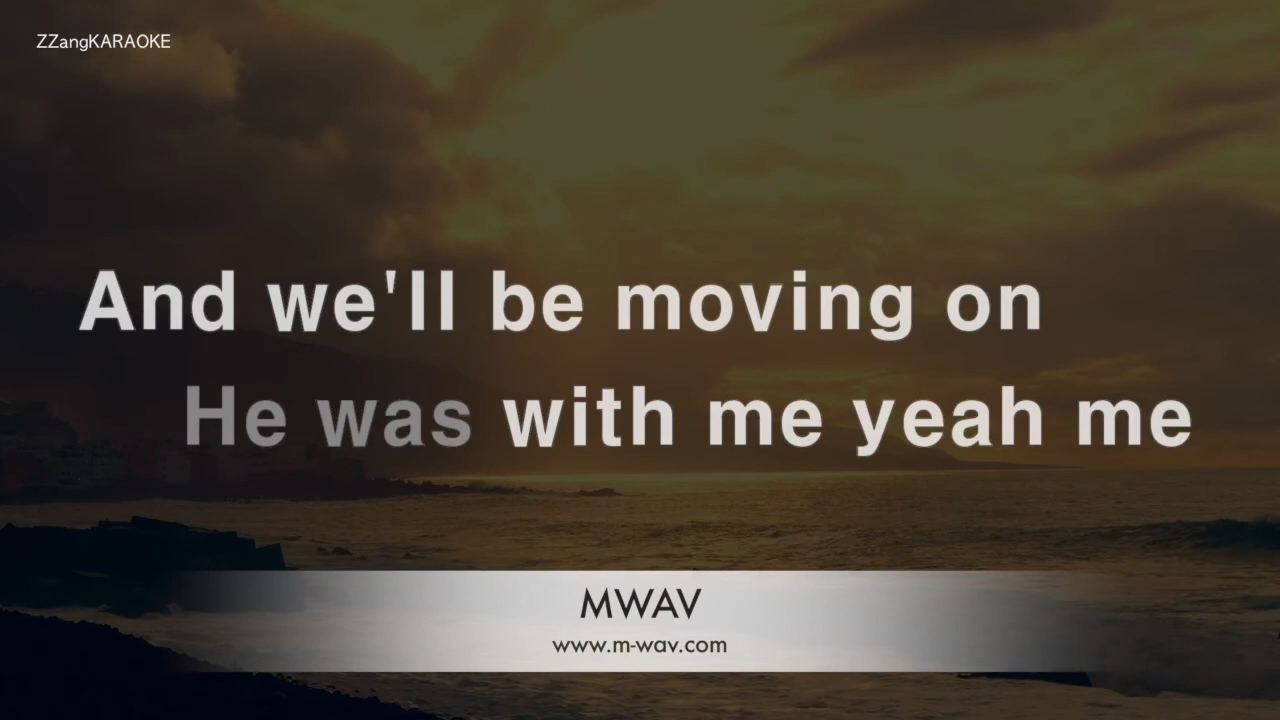 ZZangKARAOKE
And we'll be moving on
He was with me yeah me
MWAV
www.m-wav.com